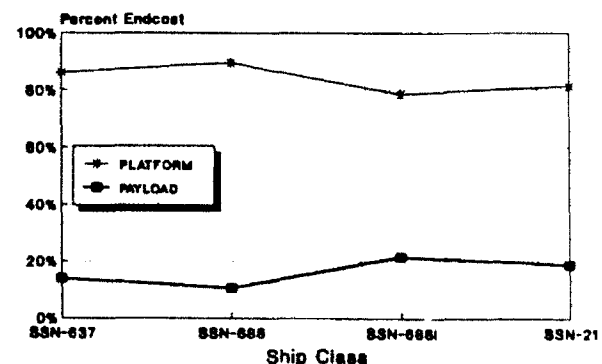 Percent Endcost
100%
80%
60%
40%
20%
0%
PLATFORM
PAYLOAD
SSN-637
SSN-688
SSN-688I
SSN-21
Ship Class